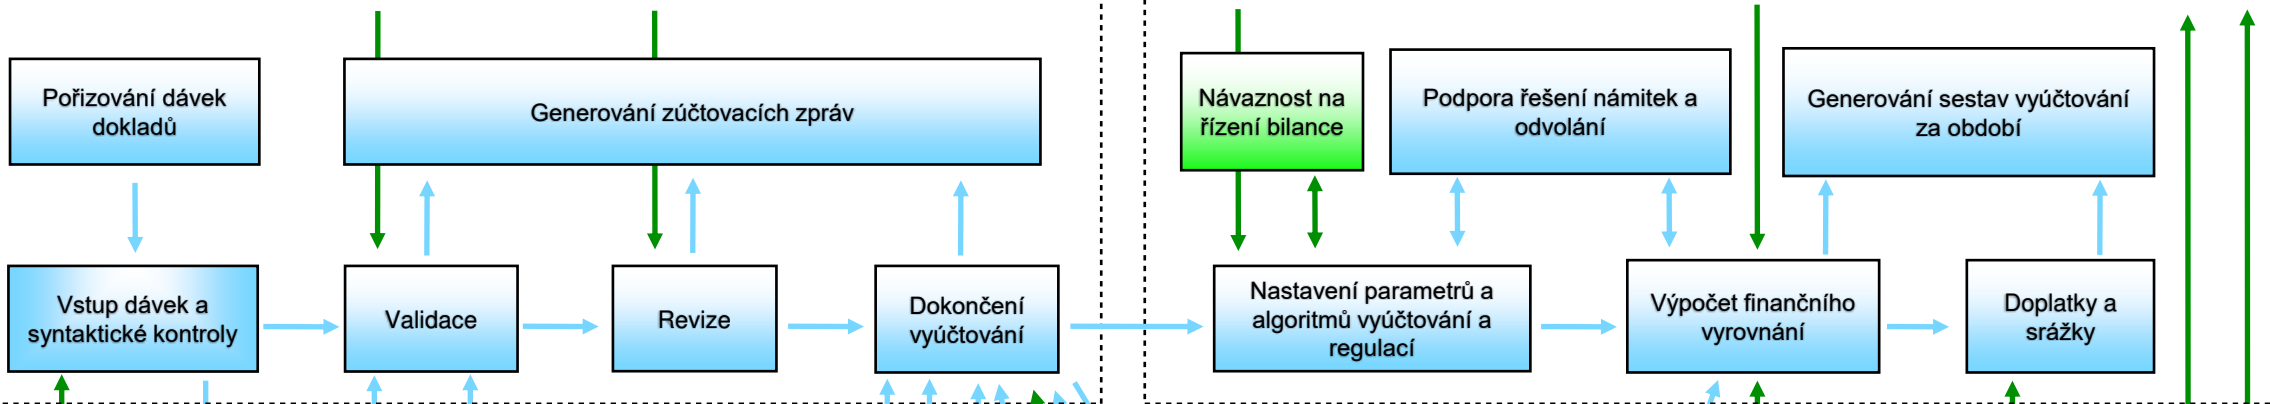 Pořizování dávek
dokladů
Generování zúčtovacích zpráv
Návaznost na
řízení bilance
Podpora řešení námitek a
odvolání
Generování sestav vyúčtování
za období
Vstup dávek a
syntaktické kontroly
Validace
Revize
Dokončení
vyúčtování
Nastavení parametrů a
algoritmů vyúčtování a
regulací
Výpočet finančního
vyrovnání
Doplatky a
srážky